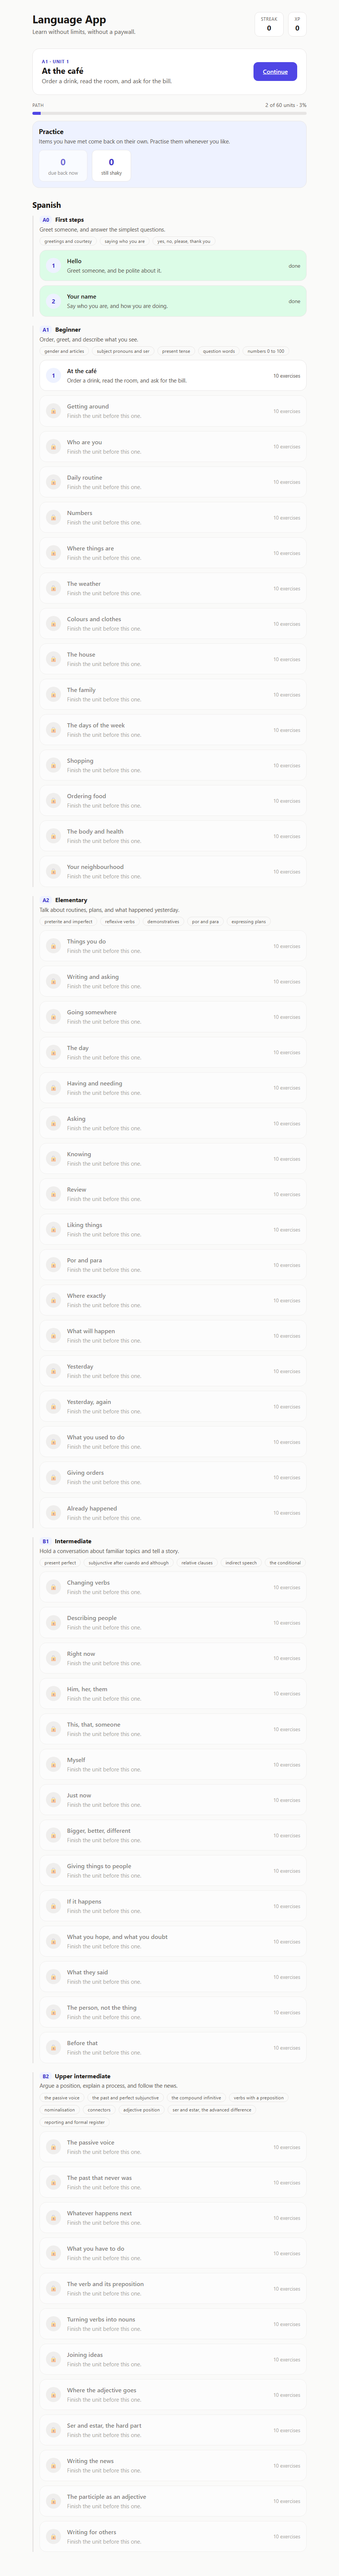 Language App
Learn without limits, without a paywall.
STREAK
0
XP
0
A1 · UNIT 1
At the café
Order a drink, read the room, and ask for the bill.
Continue
PATH
2 of 60 units · 3%
Practice
Items you have met come back on their own. Practise them whenever you like.
0
due back now
0
still shaky
Spanish
A0 First steps
Greet someone, and answer the simplest questions.
greetings and courtesy
saying who you are
yes, no, please, thank you
1
Hello
Greet someone, and be polite about it.
done
2
Your name
Say who you are, and how you are doing.
done
A1 Beginner
Order, greet, and describe what you see.
gender and articles
subject pronouns and ser
present tense
question words
numbers 0 to 100
1
At the café
Order a drink, read the room, and ask for the bill.
10 exercises
Getting around
Finish the unit before this one.
10 exercises
Who are you
Finish the unit before this one.
10 exercises
Daily routine
Finish the unit before this one.
10 exercises
Numbers
Finish the unit before this one.
10 exercises
Where things are
Finish the unit before this one.
10 exercises
The weather
Finish the unit before this one.
10 exercises
Colours and clothes
Finish the unit before this one.
10 exercises
The house
Finish the unit before this one.
10 exercises
The family
Finish the unit before this one.
10 exercises
The days of the week
Finish the unit before this one.
10 exercises
Shopping
Finish the unit before this one.
10 exercises
Ordering food
Finish the unit before this one.
10 exercises
The body and health
Finish the unit before this one.
10 exercises
Your neighbourhood
Finish the unit before this one.
10 exercises
A2 Elementary
Talk about routines, plans, and what happened yesterday.
preterite and imperfect
reflexive verbs
demonstratives
por and para
expressing plans
Things you do
Finish the unit before this one.
10 exercises
Writing and asking
Finish the unit before this one.
10 exercises
Going somewhere
Finish the unit before this one.
10 exercises
The day
Finish the unit before this one.
10 exercises
Having and needing
Finish the unit before this one.
10 exercises
Asking
Finish the unit before this one.
10 exercises
Knowing
Finish the unit before this one.
10 exercises
Review
Finish the unit before this one.
10 exercises
Liking things
Finish the unit before this one.
10 exercises
Por and para
Finish the unit before this one.
10 exercises
Where exactly
Finish the unit before this one.
10 exercises
What will happen
Finish the unit before this one.
10 exercises
Yesterday
Finish the unit before this one.
10 exercises
Yesterday, again
Finish the unit before this one.
10 exercises
What you used to do
Finish the unit before this one.
10 exercises
Giving orders
Finish the unit before this one.
10 exercises
Already happened
Finish the unit before this one.
10 exercises
B1 Intermediate
Hold a conversation about familiar topics and tell a story.
present perfect
subjunctive after cuando and although
relative clauses
indirect speech
the conditional
Changing verbs
Finish the unit before this one.
10 exercises
Describing people
Finish the unit before this one.
10 exercises
Right now
Finish the unit before this one.
10 exercises
Him, her, them
Finish the unit before this one.
10 exercises
This, that, someone
Finish the unit before this one.
10 exercises
Myself
Finish the unit before this one.
10 exercises
Just now
Finish the unit before this one.
10 exercises
Bigger, better, different
Finish the unit before this one.
10 exercises
Giving things to people
Finish the unit before this one.
10 exercises
If it happens
Finish the unit before this one.
10 exercises
What you hope, and what you doubt
Finish the unit before this one.
10 exercises
What they said
Finish the unit before this one.
10 exercises
The person, not the thing
Finish the unit before this one.
10 exercises
Before that
Finish the unit before this one.
10 exercises
B2 Upper intermediate
Argue a position, explain a process, and follow the news.
the passive voice
the past and perfect subjunctive
the compound infinitive
verbs with a preposition
nominalisation
connectors
adjective position
ser and estar, the advanced difference
reporting and formal register
The passive voice
Finish the unit before this one.
10 exercises
The past that never was
Finish the unit before this one.
10 exercises
Whatever happens next
Finish the unit before this one.
10 exercises
What you have to do
Finish the unit before this one.
10 exercises
The verb and its preposition
Finish the unit before this one.
10 exercises
Turning verbs into nouns
Finish the unit before this one.
10 exercises
Joining ideas
Finish the unit before this one.
10 exercises
Where the adjective goes
Finish the unit before this one.
10 exercises
Ser and estar, the hard part
Finish the unit before this one.
10 exercises
Writing the news
Finish the unit before this one.
10 exercises
The participle as an adjective
Finish the unit before this one.
10 exercises
Writing for others
Finish the unit before this one.
10 exercises